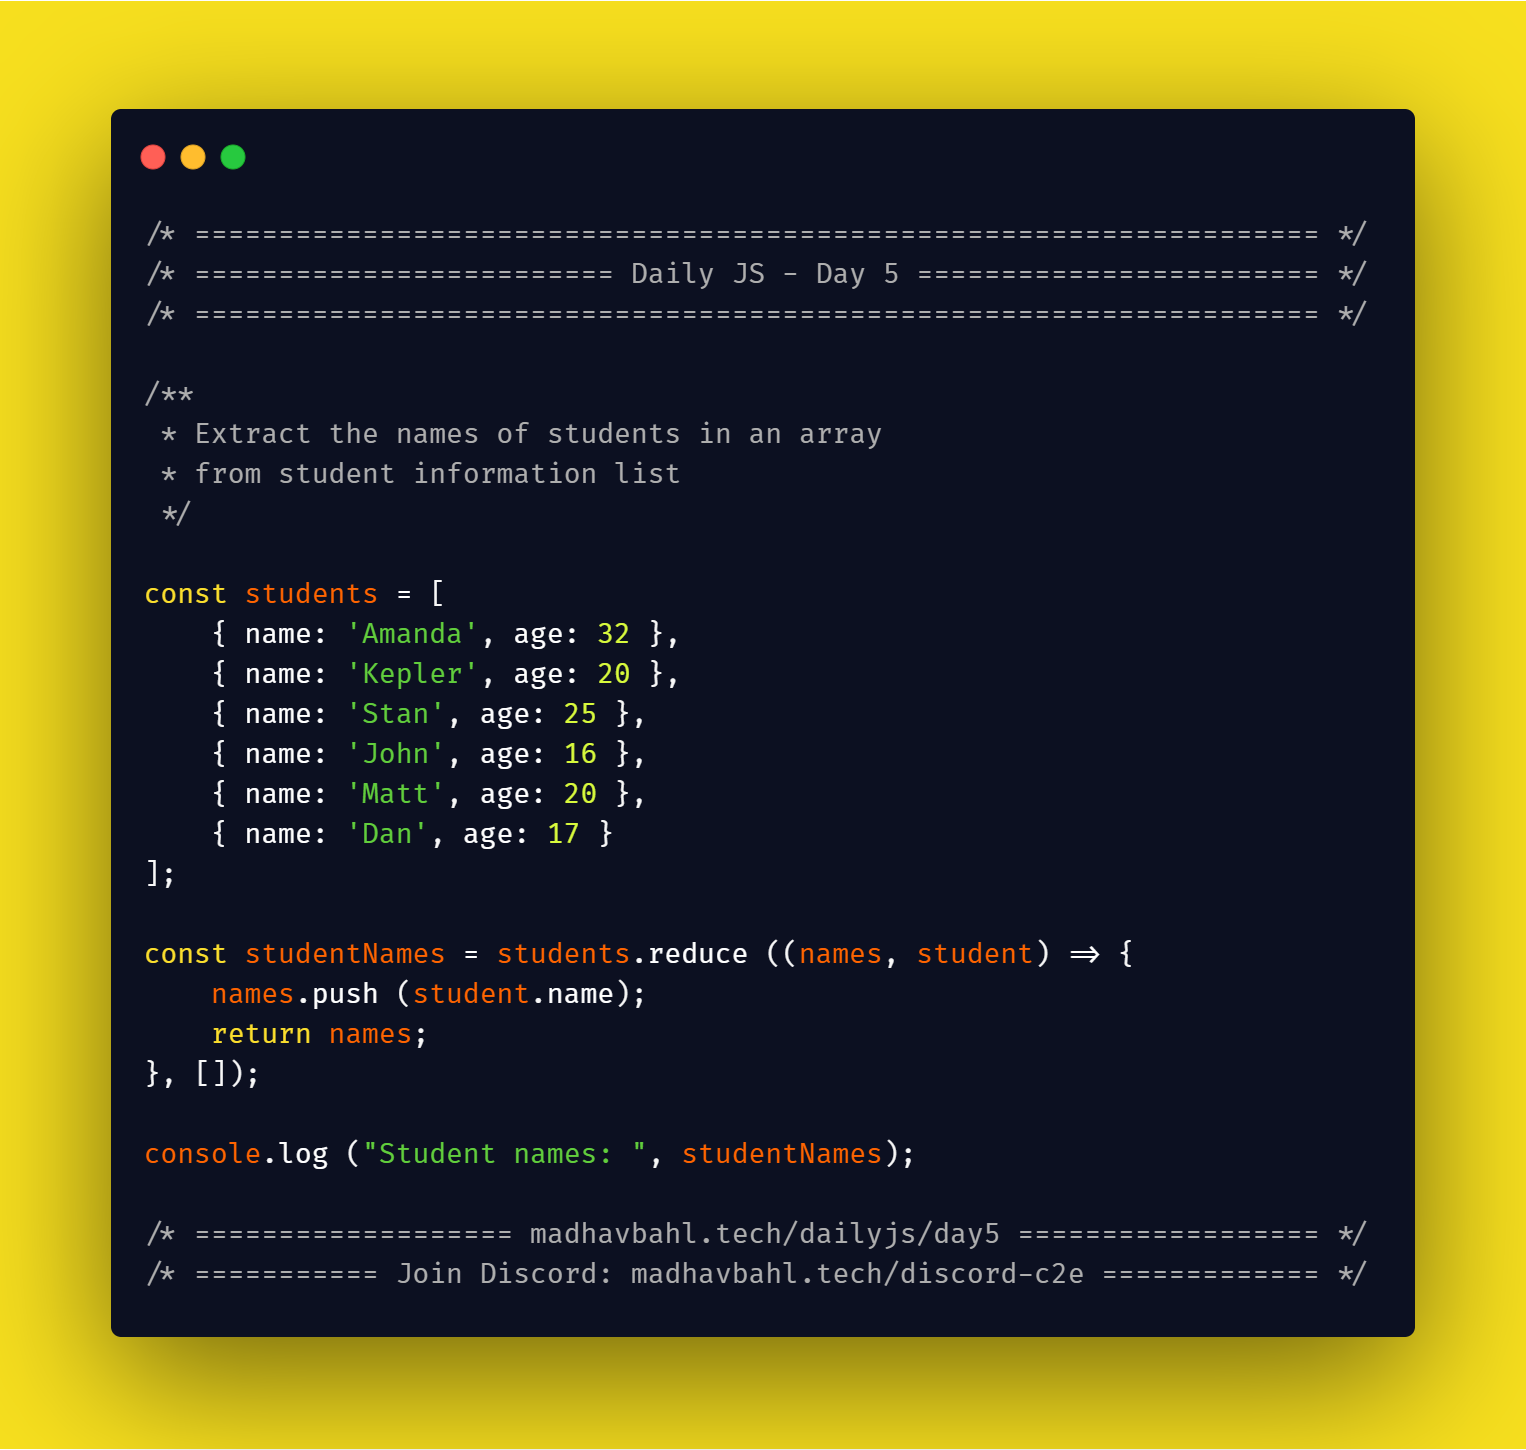 /* =================================================================== */
/* ========================= Daily JS - Day 5 ======================== */
/* =================================================================== */
/**
 * Extract the names of students in an array
 * from student information list
 */
const students = [
    { name: 'Amanda', age: 32 },
    { name: 'Kepler', age: 20 },
    { name: 'Stan', age: 25 },
    { name: 'John', age: 16 },
    { name: 'Matt', age: 20 },
    { name: 'Dan', age: 17 }
];
const studentNames = students.reduce ((names, student) => {
    names.push (student.name);
    return names;
}, []);
console.log ("Student names: ", studentNames);
/* =================== madhavbahl.tech/dailyjs/day5 ================== */
/* =========== Join Discord: madhavbahl.tech/discord-c2e ============= */